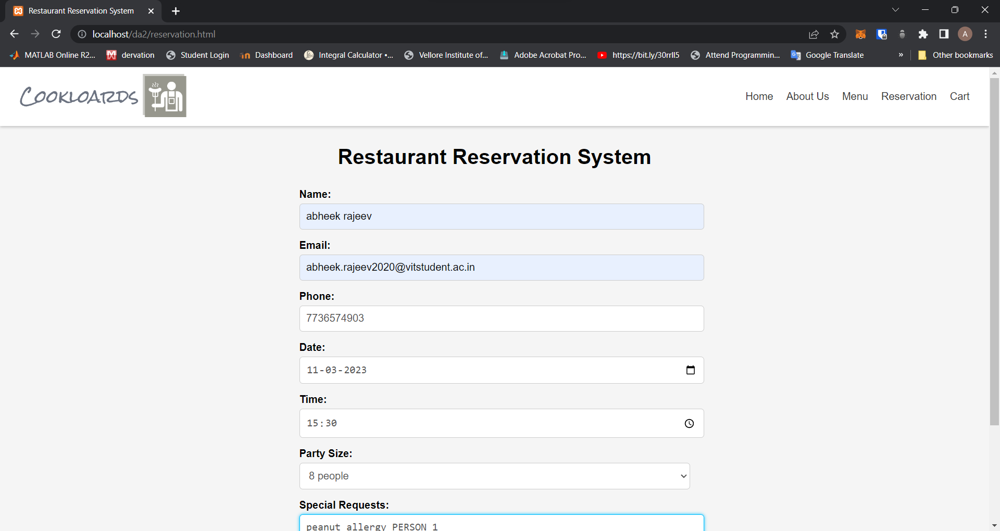 Restaurant Reservation System
localhost/da2/reservation.html
A
MATLAB Online R2...
dervation
Student Login
Dashboard
Integral Calculator •...
Vellore Institute of...
Adobe Acrobat Pro...
https://bit.ly/30rrlI5
Attend Programmin...
Google Translate
»
Other bookmarks
Cookloards
Home
About Us
Menu
Reservation
Cart
Restaurant Reservation System
Name:
abheek rajeev
Email:
abheek.rajeev2020@vitstudent.ac.in
Phone:
7736574903
Date:
11-03-2023
Time:
15:30
Party Size:
8 people
Special Requests:
peanut allergy PERSON 1